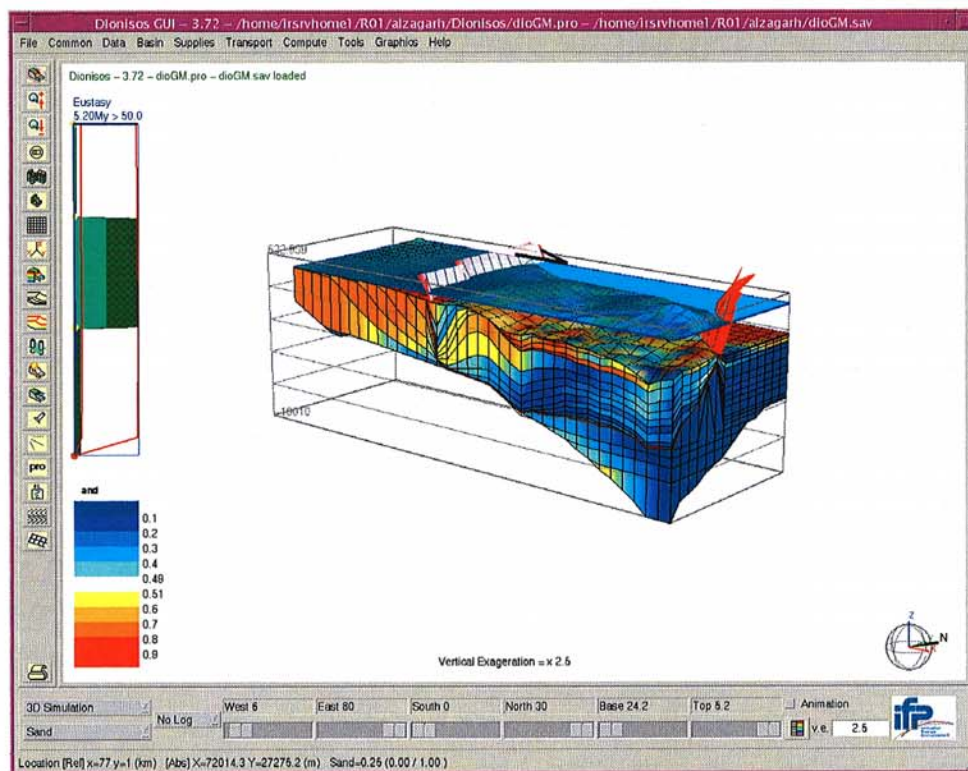 Dionisos GUI – 3.72 – /home/irsrvhome1/R01/alzagarh/Dionisos/dioGM.pro – /home/irsrvhome1/R01/alzagarh/dioGM.sav
File Common Data Basin Supplies Transport Compute Tools Graphics Help
Dionisos – 3.72 – dioGM.pro – dioGM.sav loaded
Eustasy
5.20My > 50.0
-10010
pro
and
0.1
0.2
0.3
0.4
0.49
0.51
0.6
0.7
0.8
0.9
Vertical Exageration = x 2.5
Z
N
3D Simulation
No Log
West 6
East 80
South 0
North 30
Base 24.2
Top 5.2
Animation
Sand
v.e.
2.5
ifp
Location [Rel] x=77 y=1 (km) [Abs] X=72014.3 Y=27275.2 (m) Sand=0.25 (0.00 / 1.00)